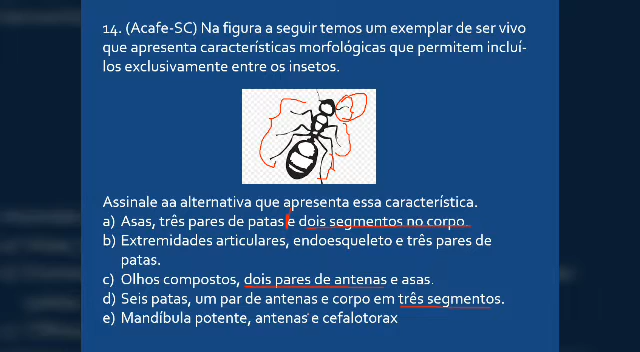 14. (Acafe-SC) Na figura a seguir temos um exemplar de ser vivo
que apresenta características morfológicas que permitem incluí-
los exclusivamente entre os insetos.
Assinale aa alternativa que apresenta essa característica.
a) Asas, três pares de patas e dois segmentos no corpo
b) Extremidades articulares, endoesqueleto e três pares de
patas.
c) Olhos compostos, dois pares de antenas e asas.
d) Seis patas, um par de antenas e corpo em três segmentos.
e) Mandíbula potente, antenas e cefalotorax